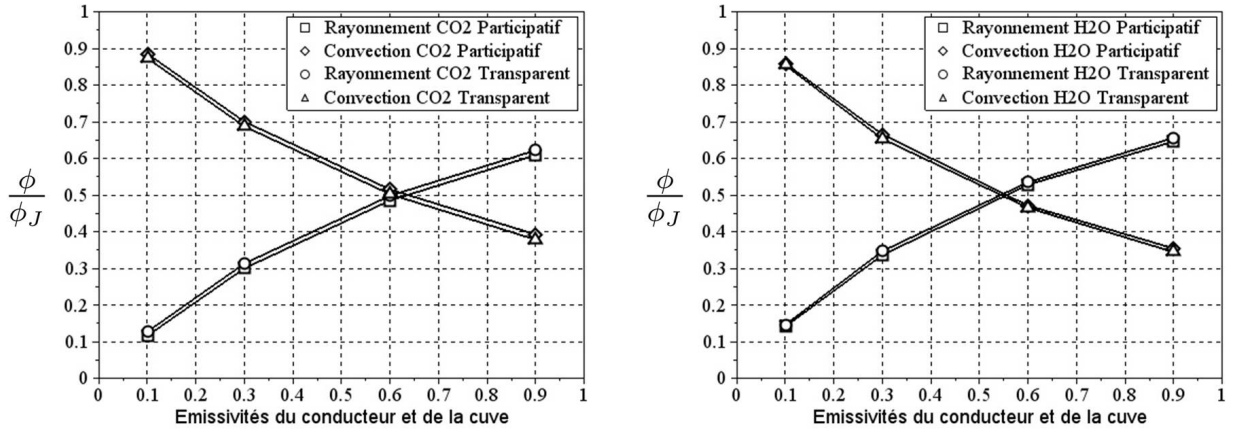 1
0.9
0.8
0.7
0.6
0.5
0.4
0.3
0.2
0.1
0
ϕ
ϕJ
Rayonnement CO2 Participatif
Convection CO2 Participatif
Rayonnement CO2 Transparent
Convection CO2 Transparent
0 0.1 0.2 0.3 0.4 0.5 0.6 0.7 0.8 0.9 1
Emissivités du conducteur et de la cuve
1
0.9
0.8
0.7
0.6
0.5
0.4
0.3
0.2
0.1
0
ϕ
ϕJ
Rayonnement H2O Participatif
Convection H2O Participatif
Rayonnement H2O Transparent
Convection H2O Transparent
0 0.1 0.2 0.3 0.4 0.5 0.6 0.7 0.8 0.9 1
Emissivités du conducteur et de la cuve